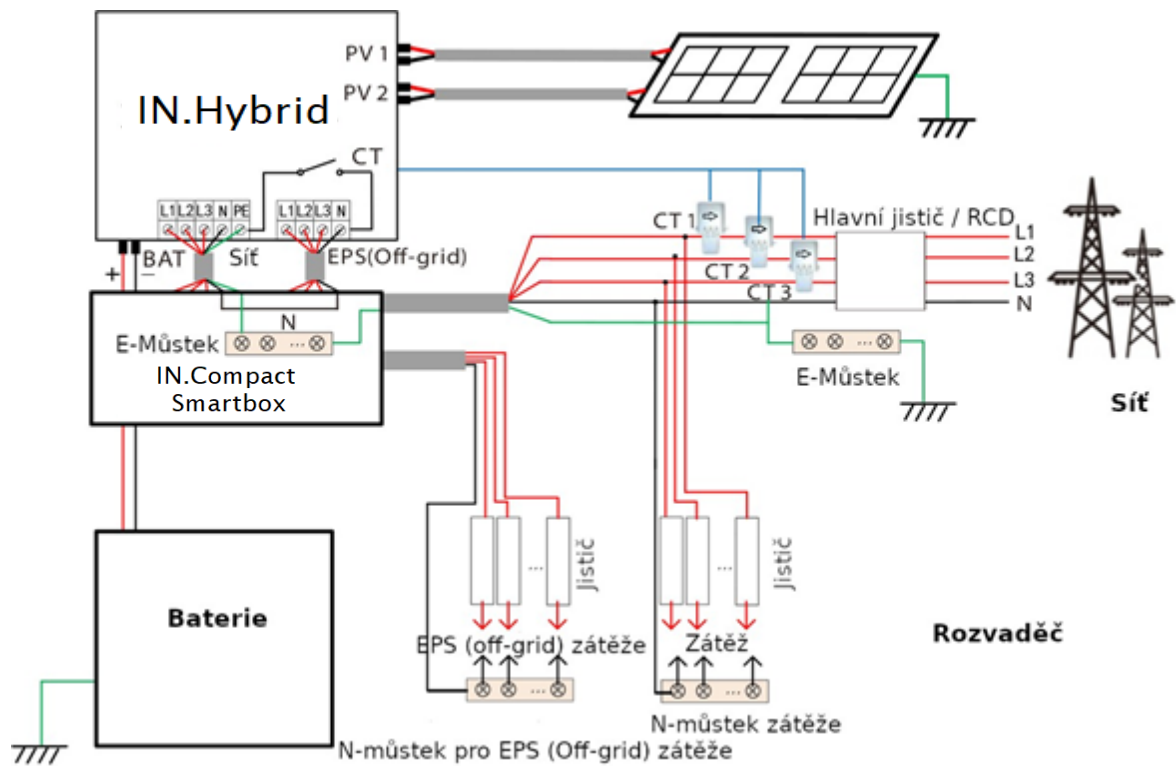 PV 1
PV 2
IN.Hybrid
CT
L1 L2 L3 N PE
L1 L2 L3 N
BAT
Síť
EPS(Off-grid)
+
−
CT 1
CT 2
CT 3
Hlavní jistič / RCD
L1
L2
L3
N
N
E-Můstek
...
IN.Compact
Smartbox
...
E-Můstek
Síť
Baterie
...
Jistič
...
Jistič
EPS (off-grid) zátěže
Zátěž
Rozvaděč
...
...
N-můstek zátěže
N-můstek pro EPS (Off-grid) zátěže